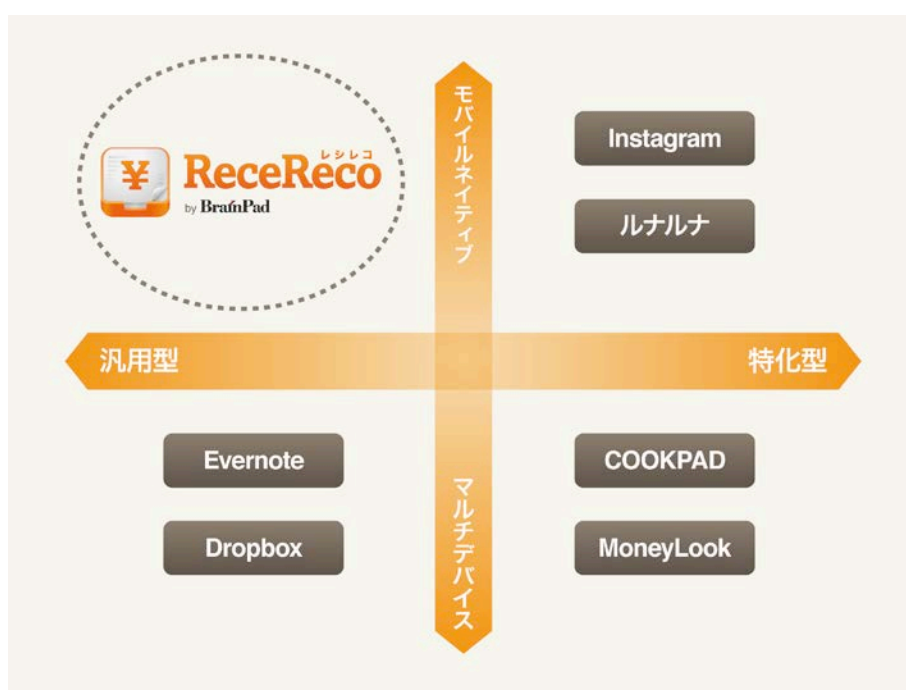 モバイルネイティブ
レシレコ
¥ ReceReco
by BrainPad
Instagram
ルナルナ
汎用型
特化型
Evernote
Dropbox
マルチデバイス
COOKPAD
MoneyLook